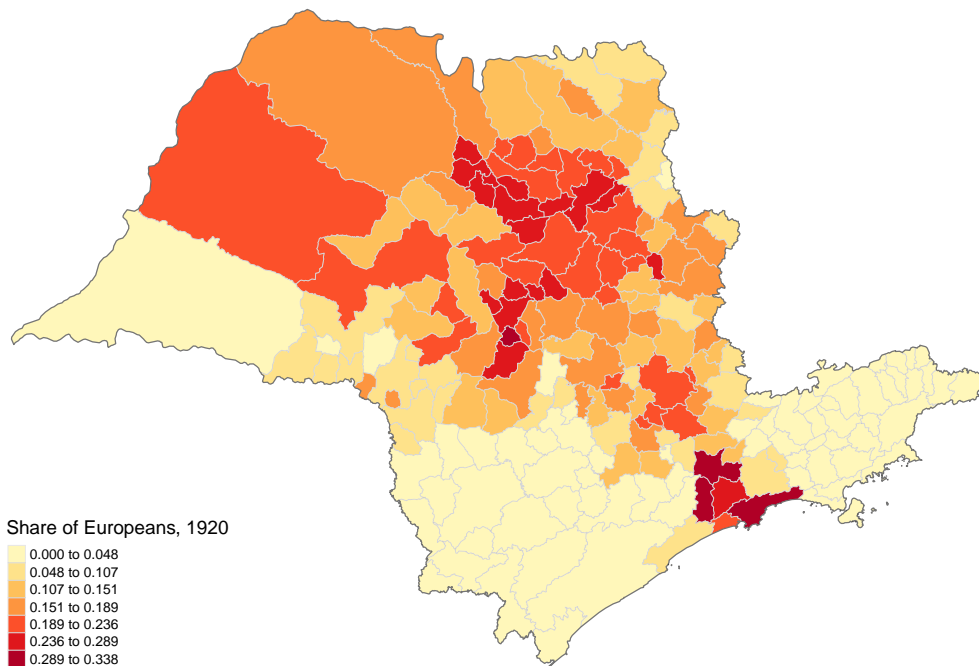 Share of Europeans, 1920
0.000 to 0.048
0.048 to 0.107
0.107 to 0.151
0.151 to 0.189
0.189 to 0.236
0.236 to 0.289
0.289 to 0.338